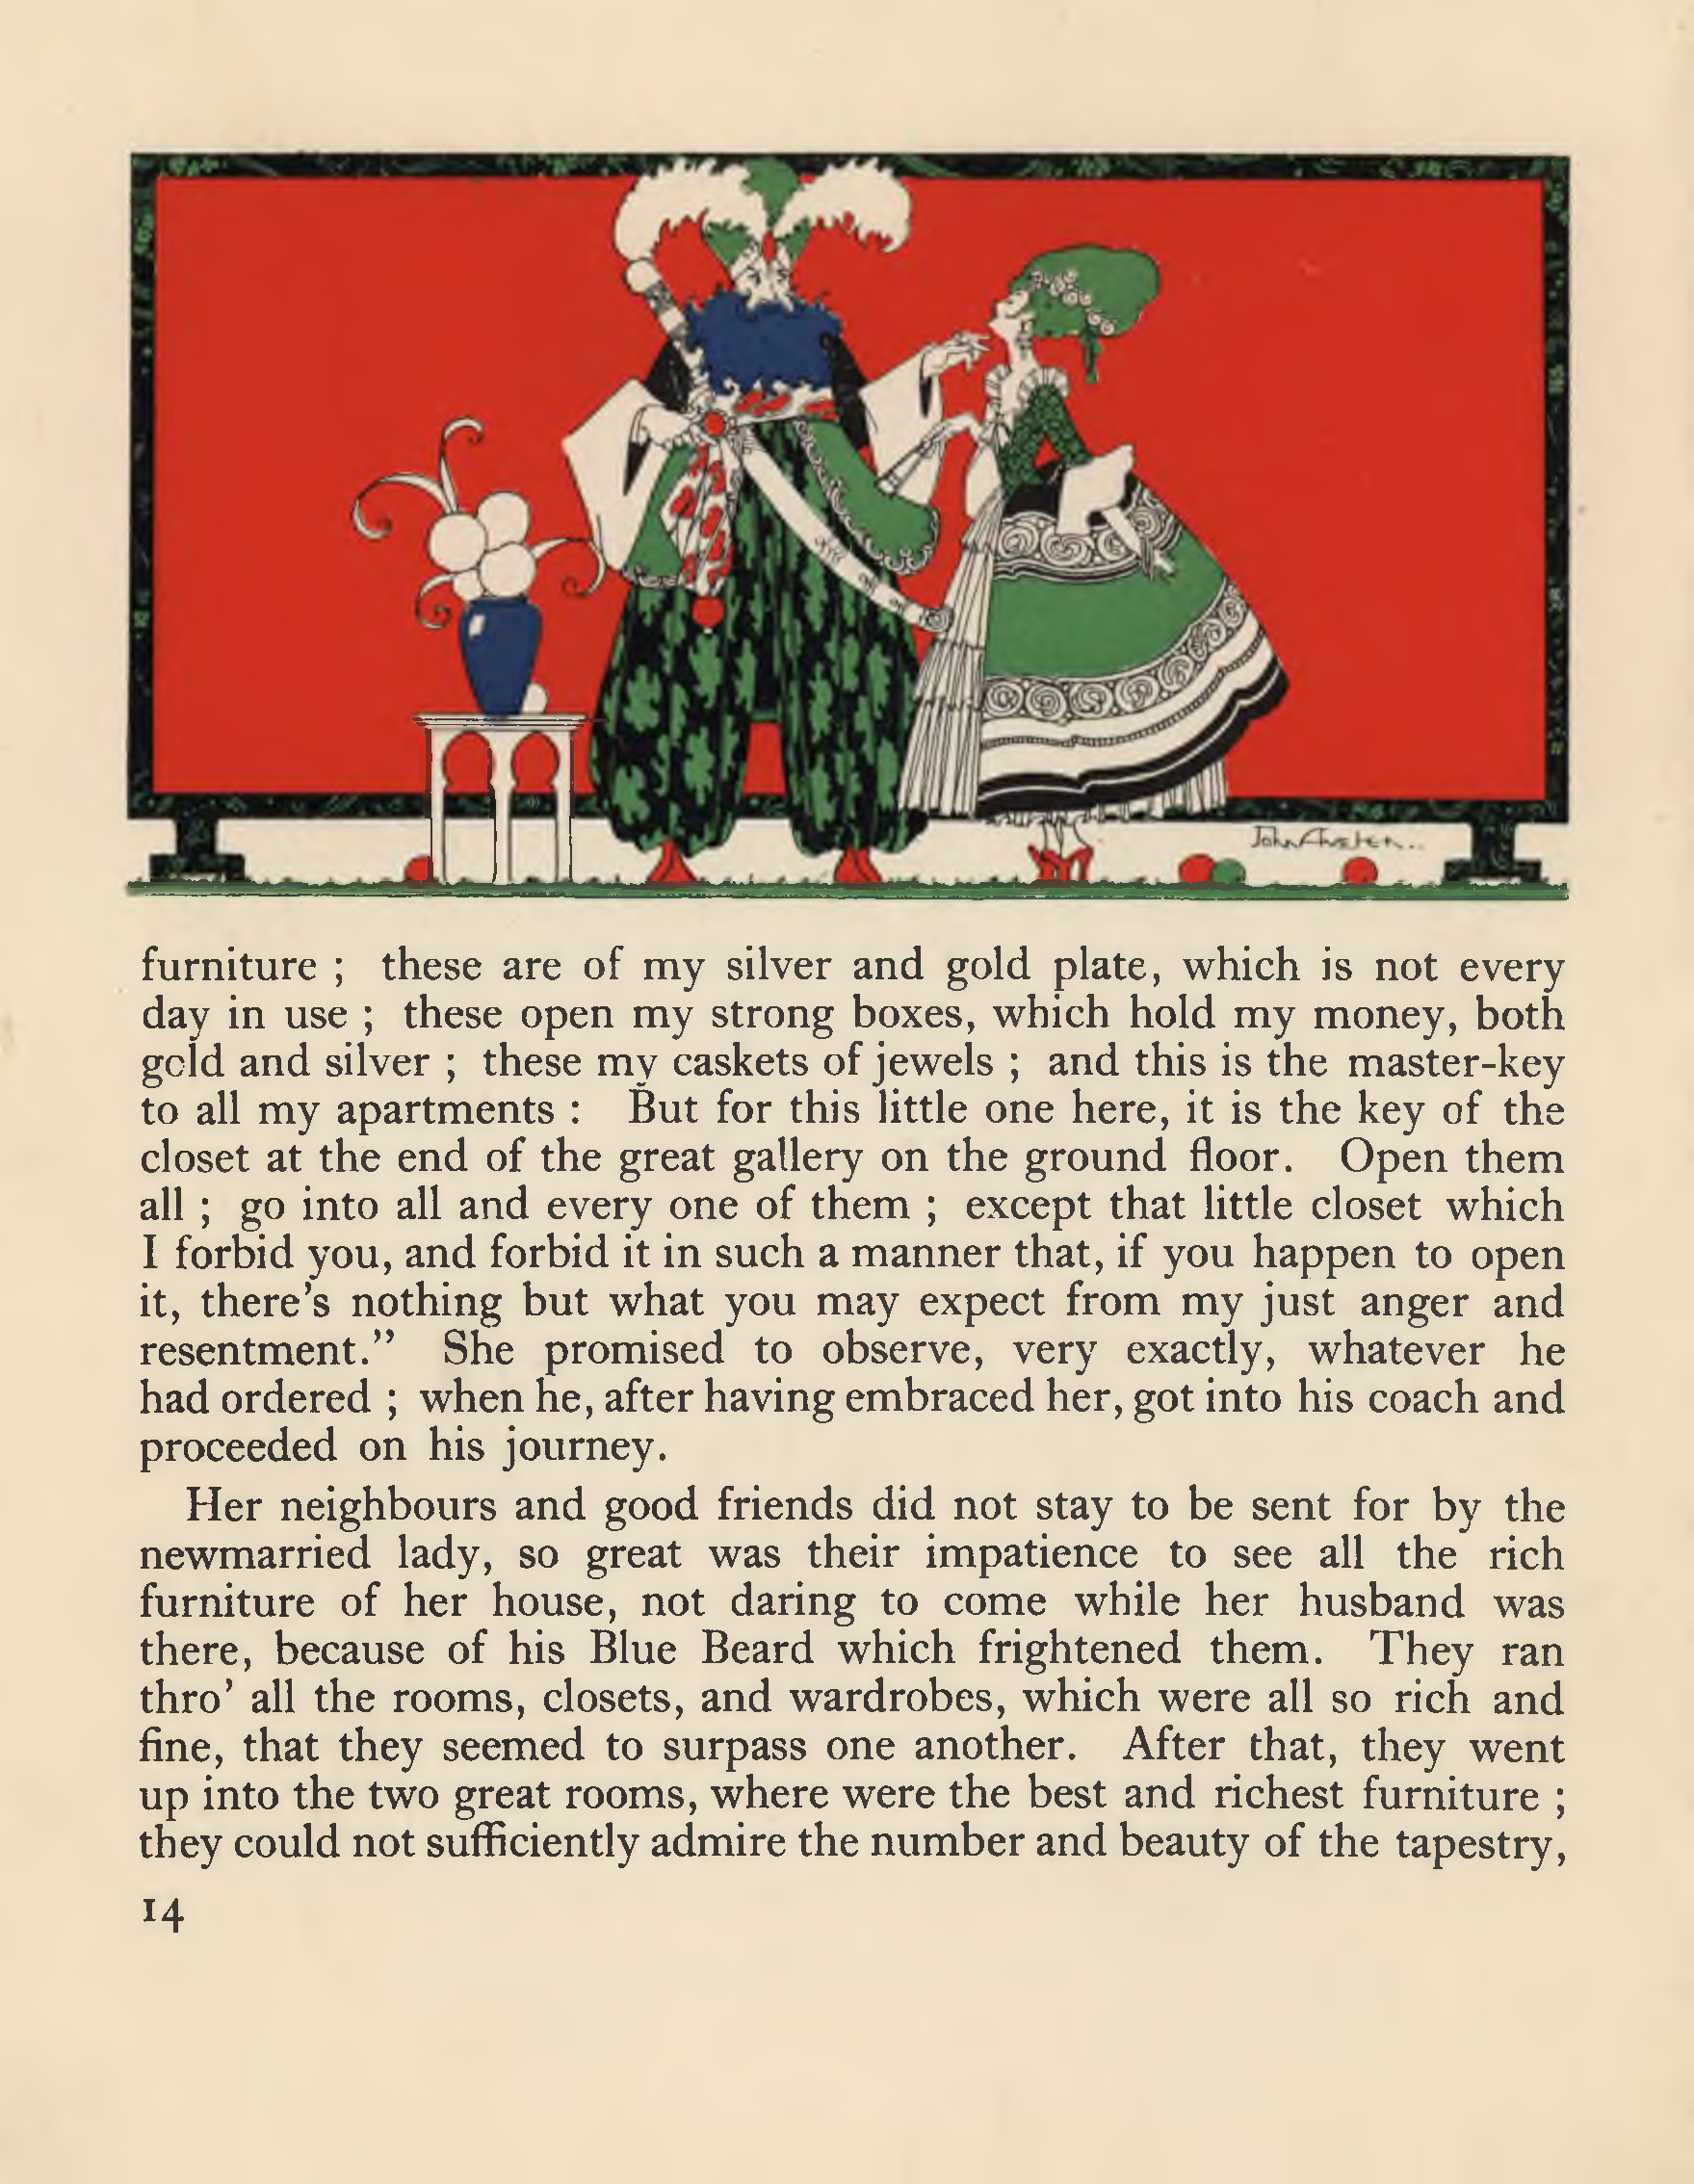 John Austen..
furniture ; these are of my silver and gold plate, which is not every
day in use ; these open my strong boxes, which hold my money, both
gold and silver ; these my caskets of jewels ; and this is the master-key
to all my apartments : But for this little one here, it is the key of the
closet at the end of the great gallery on the ground floor. Open them
all ; go into all and every one of them ; except that little closet which
I forbid you, and forbid it in such a manner that, if you happen to open
it, there's nothing but what you may expect from my just anger and
resentment." She promised to observe, very exactly, whatever he
had ordered ; when he, after having embraced her, got into his coach and
proceeded on his journey.
Her neighbours and good friends did not stay to be sent for by the
newmarried lady, so great was their impatience to see all the rich
furniture of her house, not daring to come while her husband was
there, because of his Blue Beard which frightened them. They ran
thro' all the rooms, closets, and wardrobes, which were all so rich and
fine, that they seemed to surpass one another. After that, they went
up into the two great rooms, where were the best and richest furniture ;
they could not sufficiently admire the number and beauty of the tapestry,
14